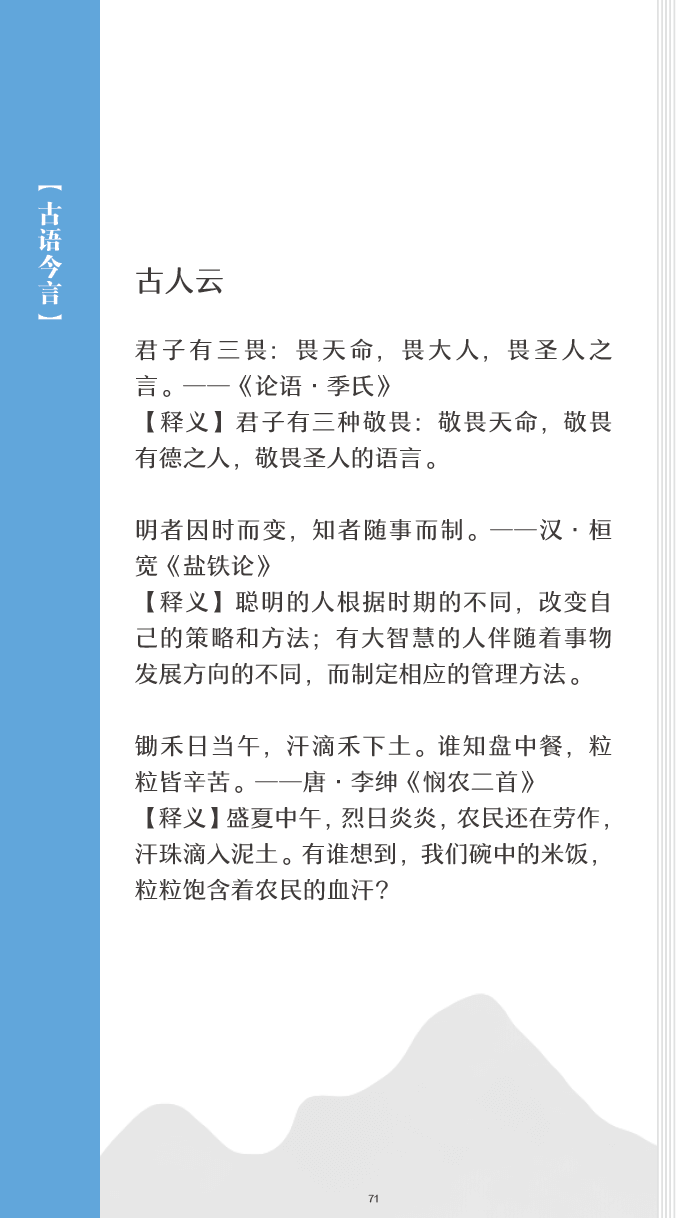 【古语今言】
古人云
君子有三畏：畏天命，畏大人，畏圣人之
言。——《论语·季氏》
【释义】君子有三种敬畏：敬畏天命，敬畏
有德之人，敬畏圣人的语言。
明者因时而变，知者随事而制。——汉·桓
宽《盐铁论》
【释义】聪明的人根据时期的不同，改变自
己的策略和方法；有大智慧的人伴随着事物
发展方向的不同，而制定相应的管理方法。
锄禾日当午，汗滴禾下土。谁知盘中餐，粒
粒皆辛苦。——唐·李绅《悯农二首》
【释义】盛夏中午，烈日炎炎，农民还在劳作，
汗珠滴入泥土。有谁想到，我们碗中的米饭，
粒粒饱含着农民的血汗？
71